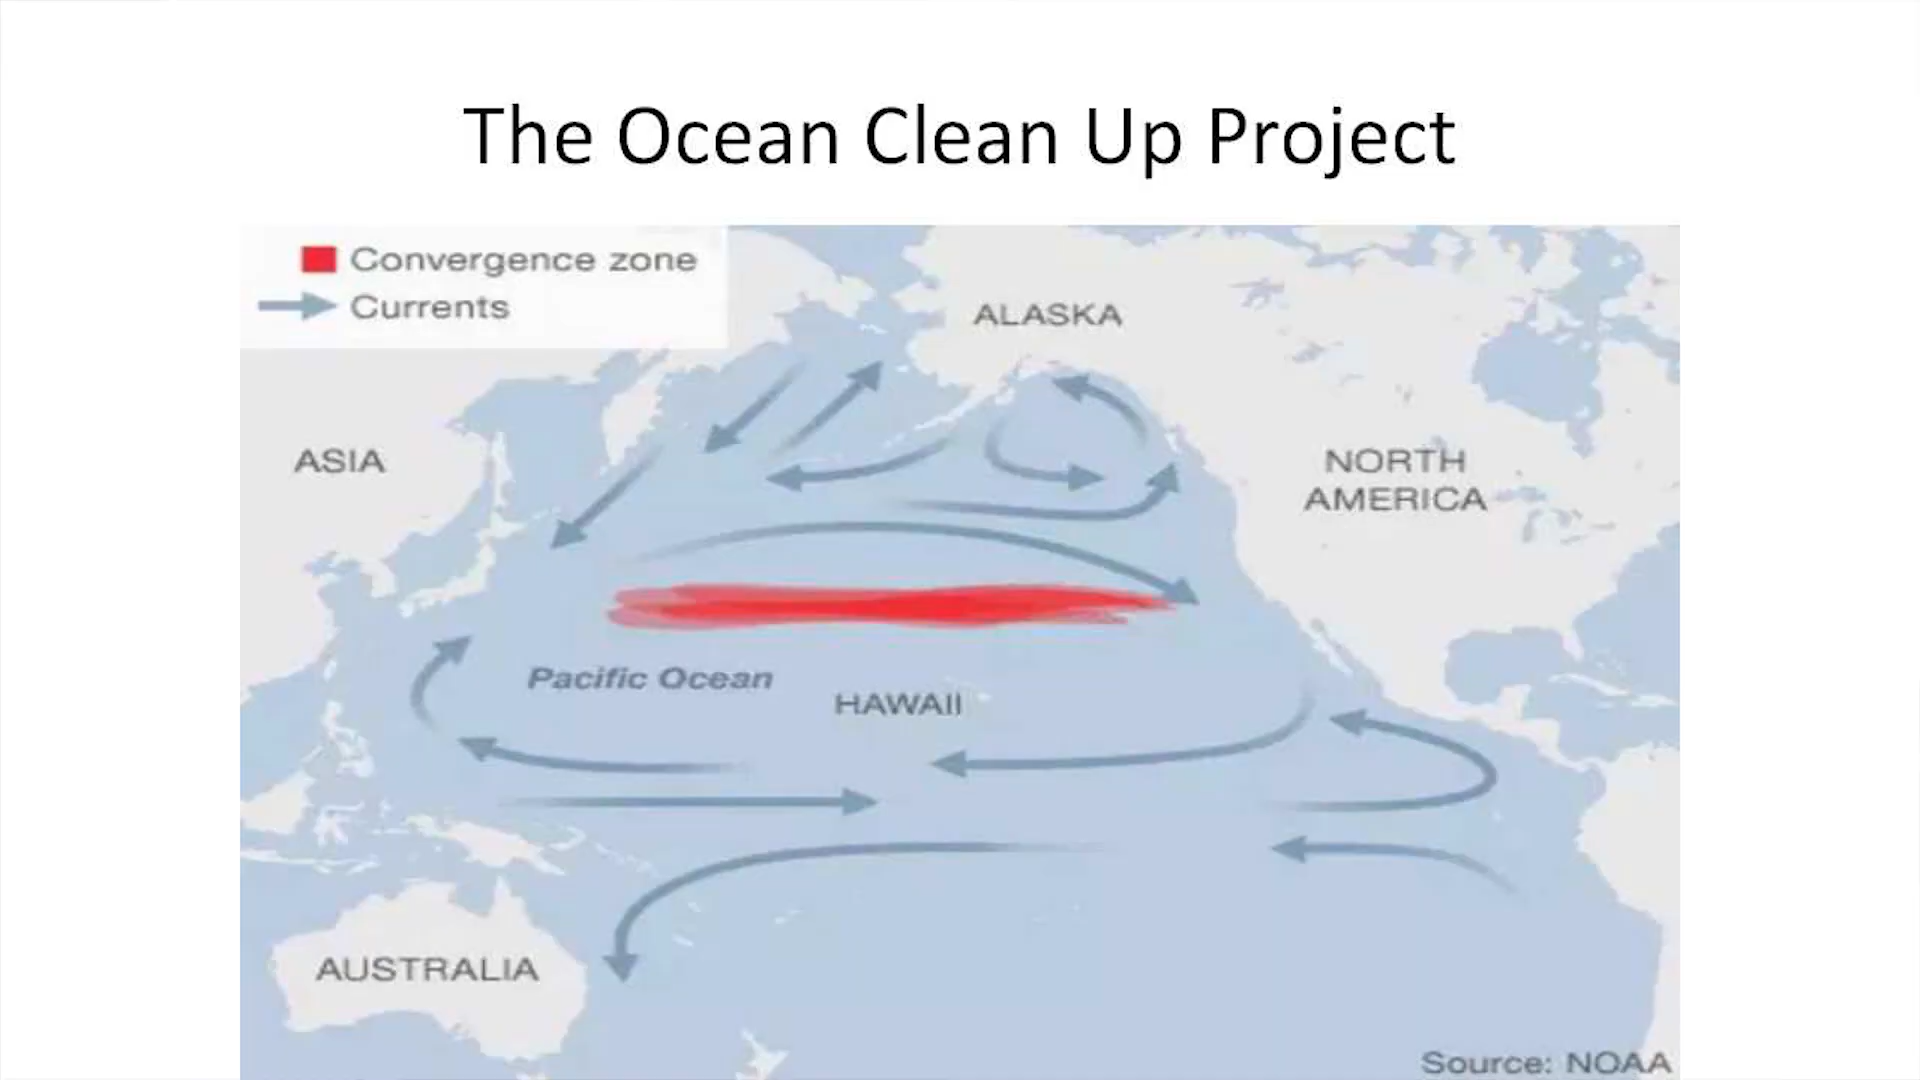 The Ocean Clean Up Project
Convergence zone
Currents
ALASKA
ASIA
NORTH
AMERICA
Pacific Ocean
HAWAII
AUSTRALIA
Source: NOAA